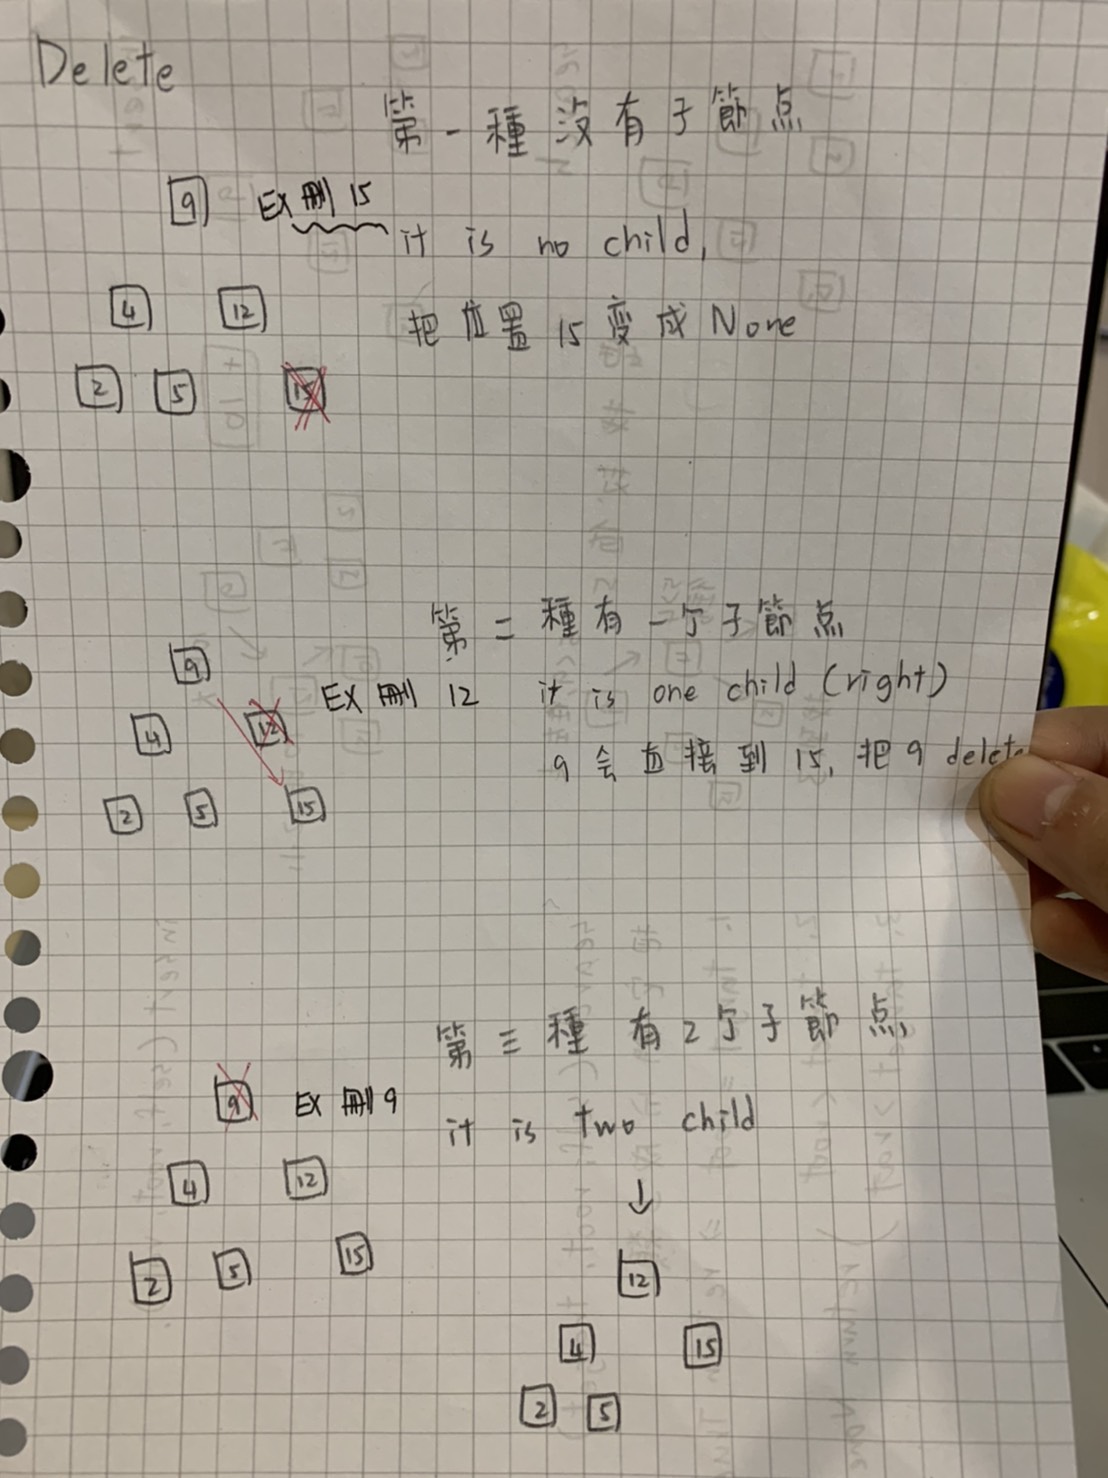 Delete
第一種 沒有子節点
9 EX 刪 15
it is no child,
4 12
把位置 15 变成 None
2 5 15
第二種有一个子節点
9
EX 刪 12 it is one child (right)
4 12
9 会直接到 15, 把 9 delete
2 5 15
第三種 有2个子節点
9 EX 刪 9
it is two child
4 12
2 5 15
12
4 15
2 5